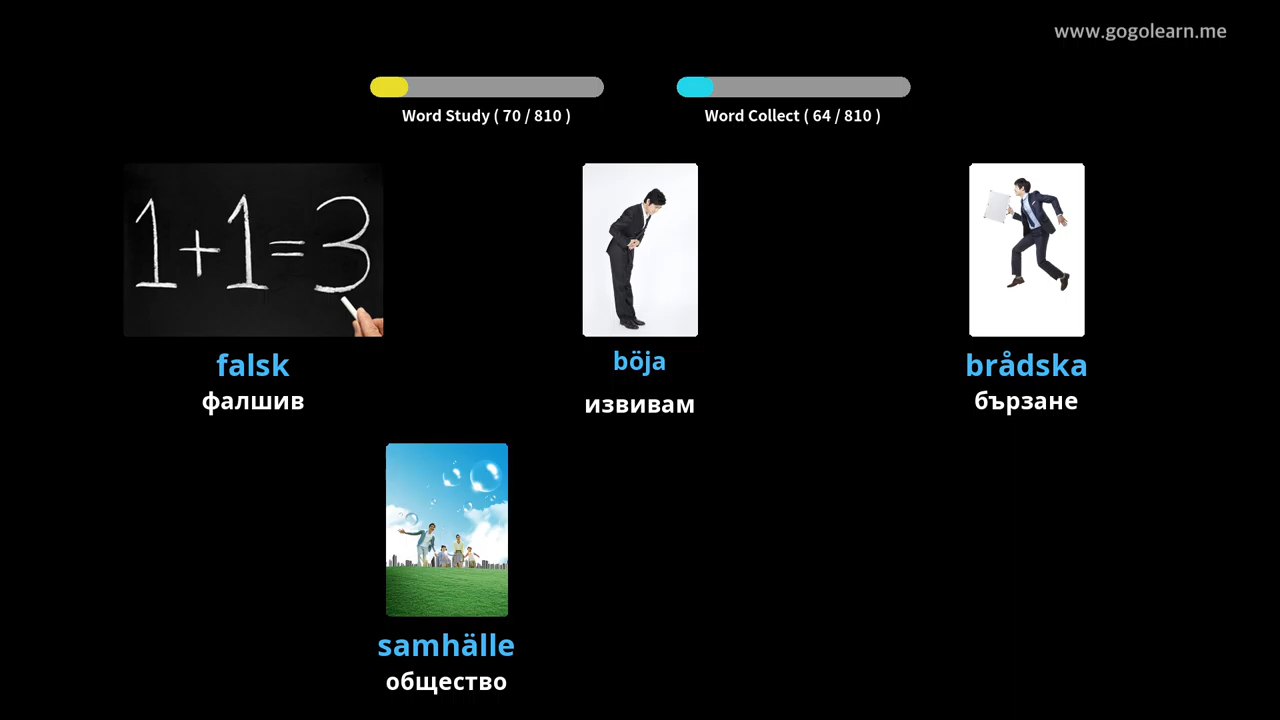 www.gogolearn.me
Word Study ( 70 / 810 )
Word Collect ( 64 / 810 )
1+1=3
falsk
фалшив
böja
извивам
brådska
бързане
samhälle
общество